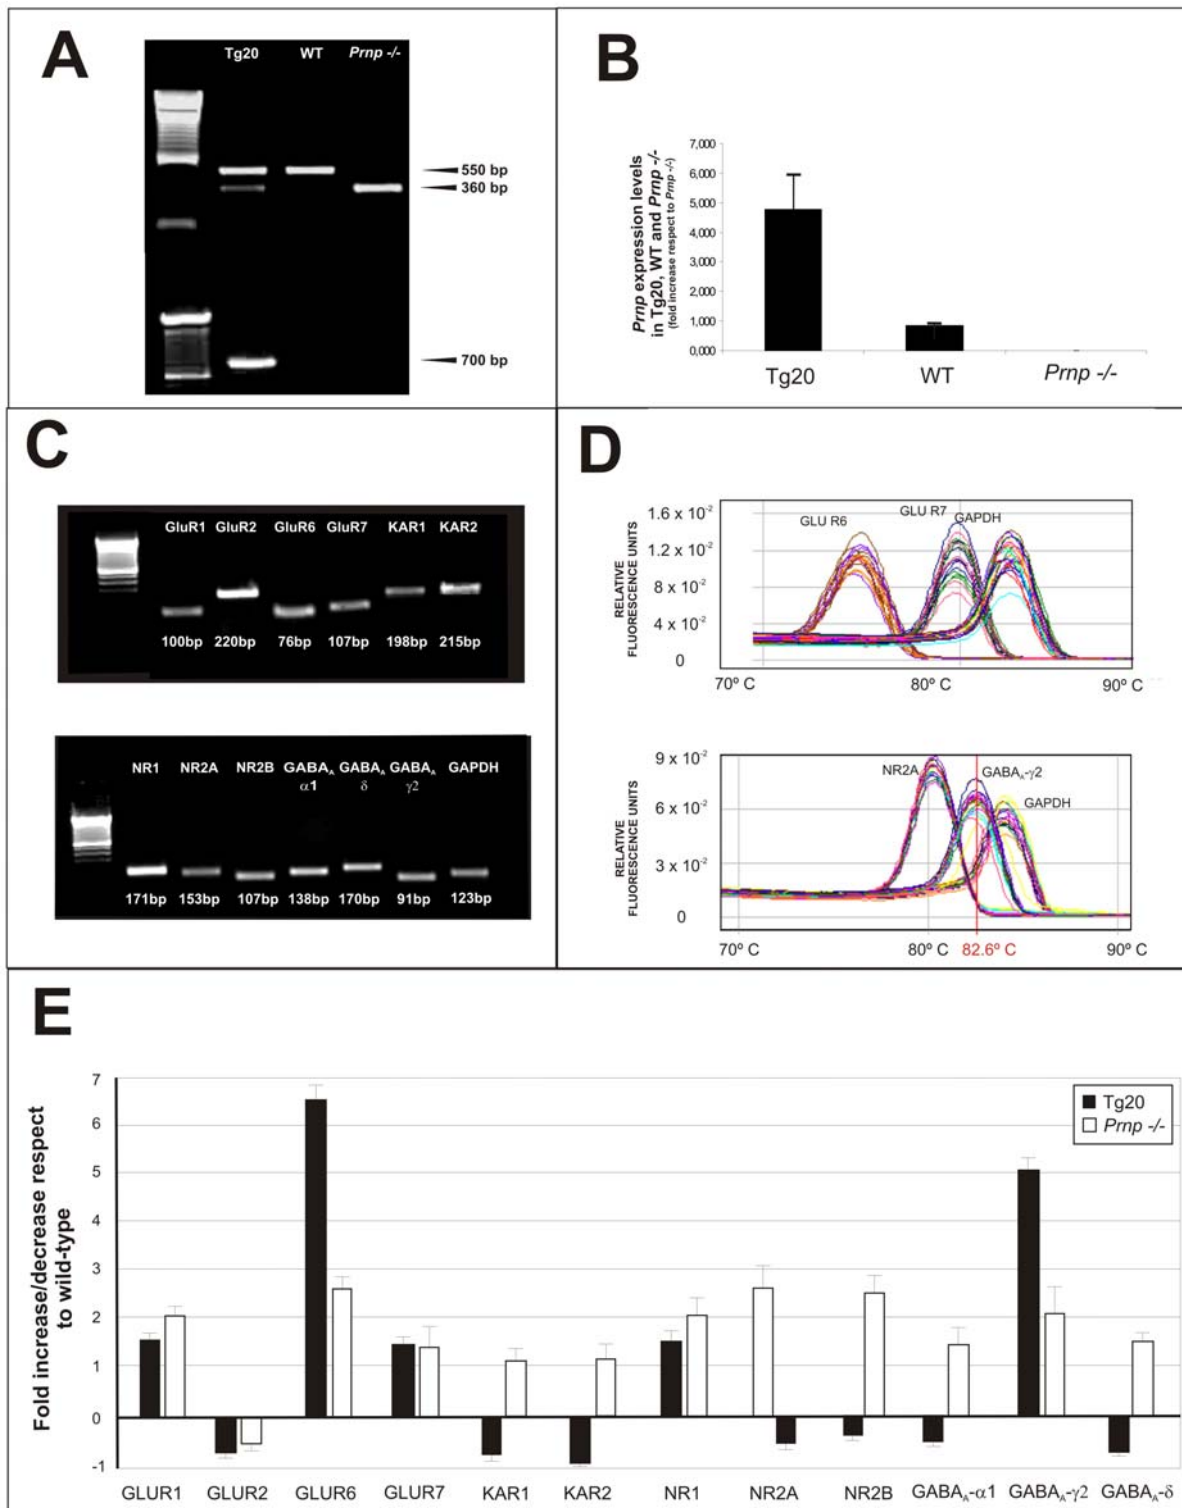 A
Tg20 WT Prnp -/-
550 bp
360 bp
700 bp
B
Prnp expression levels
in Tg20, WT and Prnp -/-
(fold increase respect to Prnp -/-)
7,000
6,000
5,000
4,000
3,000
2,000
1,000
0,000
Tg20 WT Prnp -/-
C
GluR1 GluR2 GluR6 GluR7 KAR1 KAR2
100bp 220bp 76bp 107bp 198bp 215bp
NR1 NR2A NR2B GABAA α1 GABAA δ GABAA γ2 GAPDH
171bp 153bp 107bp 138bp 170bp 91bp 123bp
D
RELATIVE
FLUORESCENCE UNITS
1.6 x 10-2
1.2 x 10-2
8 x 10-2
4 x 10-2
0
GLU R6 GLU R7 GAPDH
70º C 80º C 90º C
RELATIVE
FLUORESCENCE UNITS
9 x 10-2
6 x 10-2
3 x 10-2
0
NR2A GABAA-γ2
GAPDH
70º C 80º C 82.6º C 90º C
E
Fold increase/decrease respect
to wild-type
7
6
5
4
3
2
1
0
-1
Tg20
Prnp -/-
GLUR1 GLUR2 GLUR6 GLUR7 KAR1 KAR2 NR1 NR2A NR2B GABAA-α1 GABAA-γ2 GABAA-δ